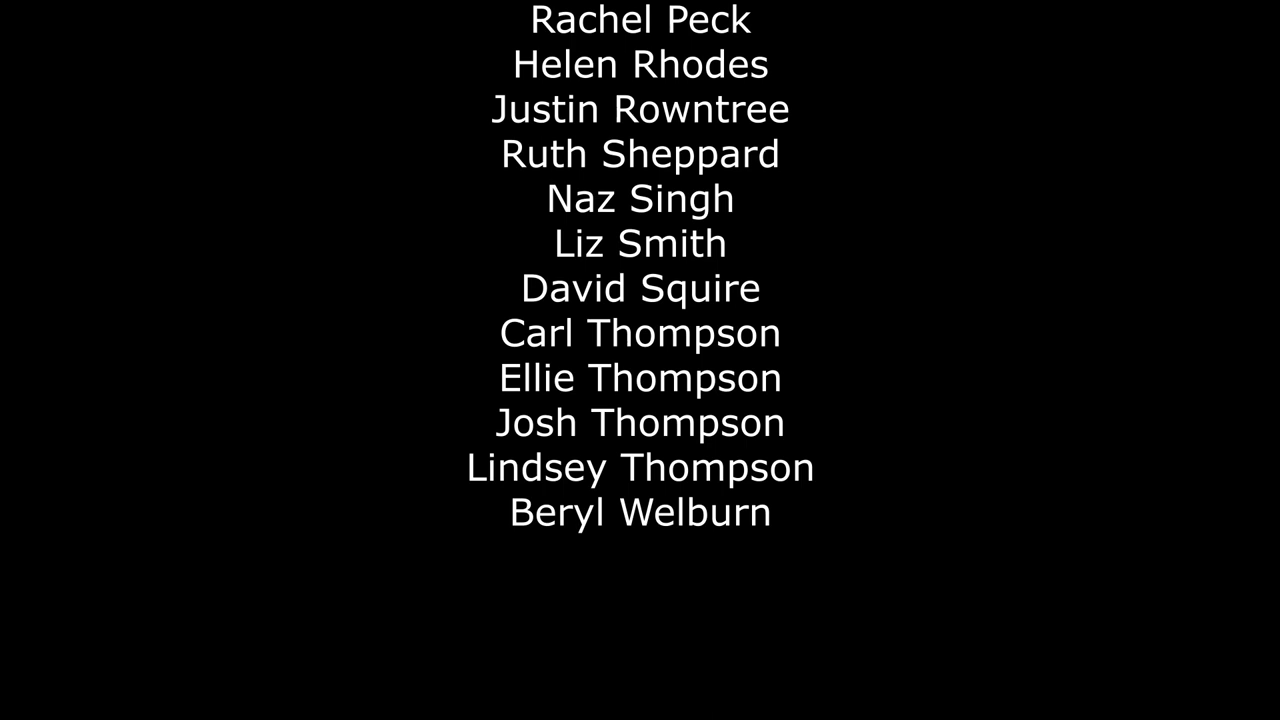 Rachel Peck
Helen Rhodes
Justin Rowntree
Ruth Sheppard
Naz Singh
Liz Smith
David Squire
Carl Thompson
Ellie Thompson
Josh Thompson
Lindsey Thompson
Beryl Welburn